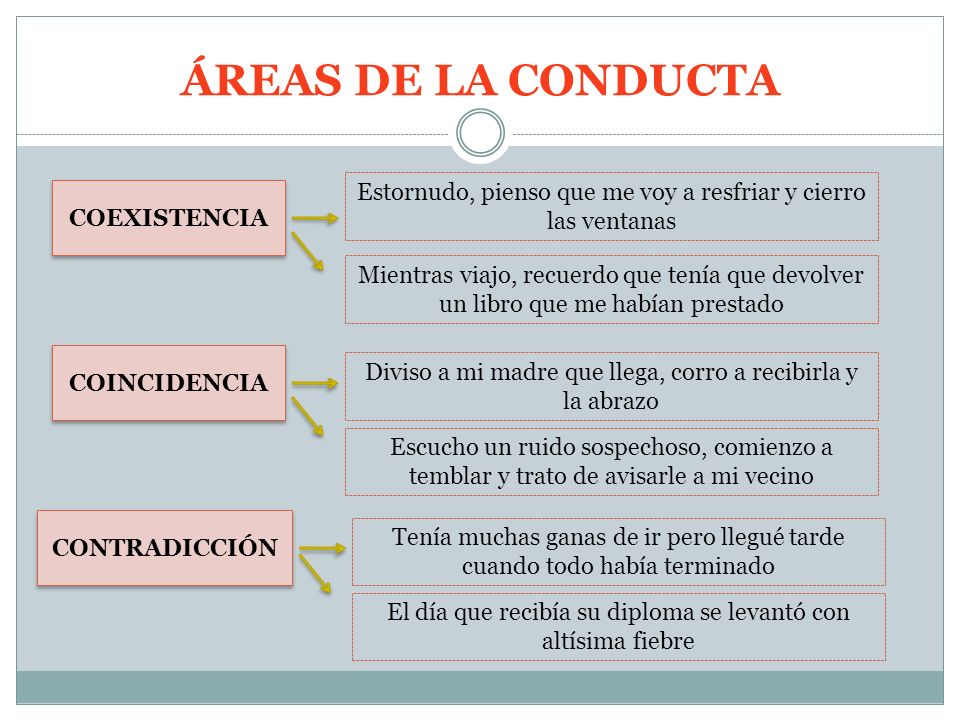 ÁREAS DE LA CONDUCTA
COEXISTENCIA
Estornudo, pienso que me voy a resfriar y cierro
las ventanas
Mientras viajo, recuerdo que tenía que devolver
un libro que me habían prestado
COINCIDENCIA
Diviso a mi madre que llega, corro a recibirla y
la abrazo
Escucho un ruido sospechoso, comienzo a
temblar y trato de avisarle a mi vecino
CONTRADICCIÓN
Tenía muchas ganas de ir pero llegué tarde
cuando todo había terminado
El día que recibía su diploma se levantó con
altísima fiebre